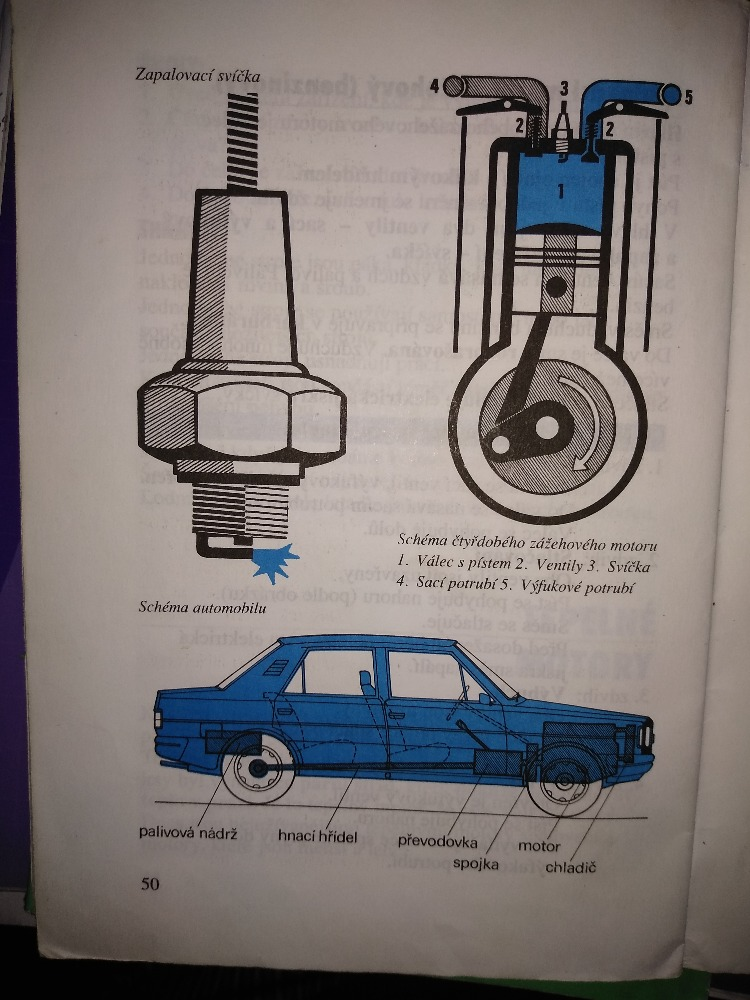 Zapalovací svíčka
4 3 5
2 2
1
Schéma čtyřdobého zážehového motoru
1. Válec s pístem 2. Ventily 3. Svíčka
4. Sací potrubí 5. Výfukové potrubí
Schéma automobilu
palivová nádrž hnací hřídel převodovka motor
spojka chladič
50